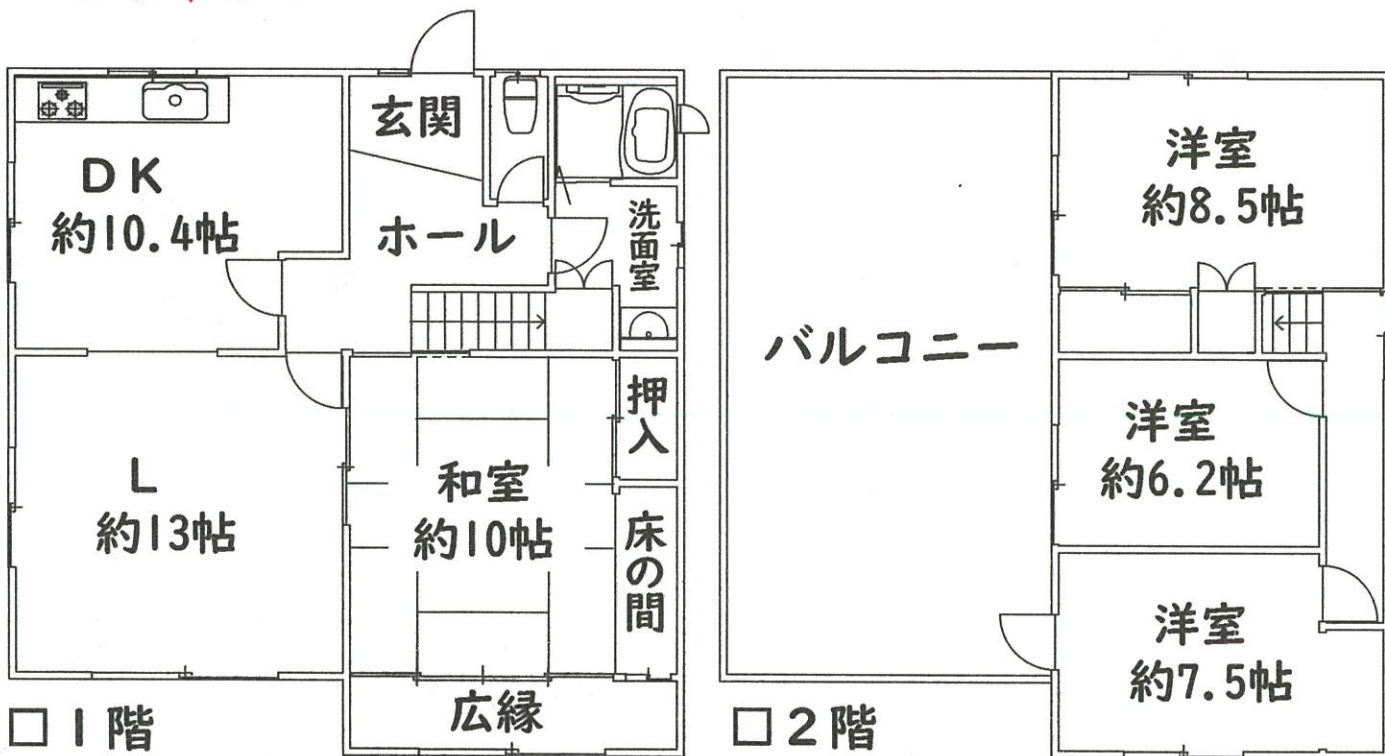 玄関
DK
約10.4帖
ホール
洗面室
L
約13帖
和室
約10帖
押入
床の間
広縁
□1階
バルコニー
洋室
約8.5帖
洋室
約6.2帖
洋室
約7.5帖
□2階